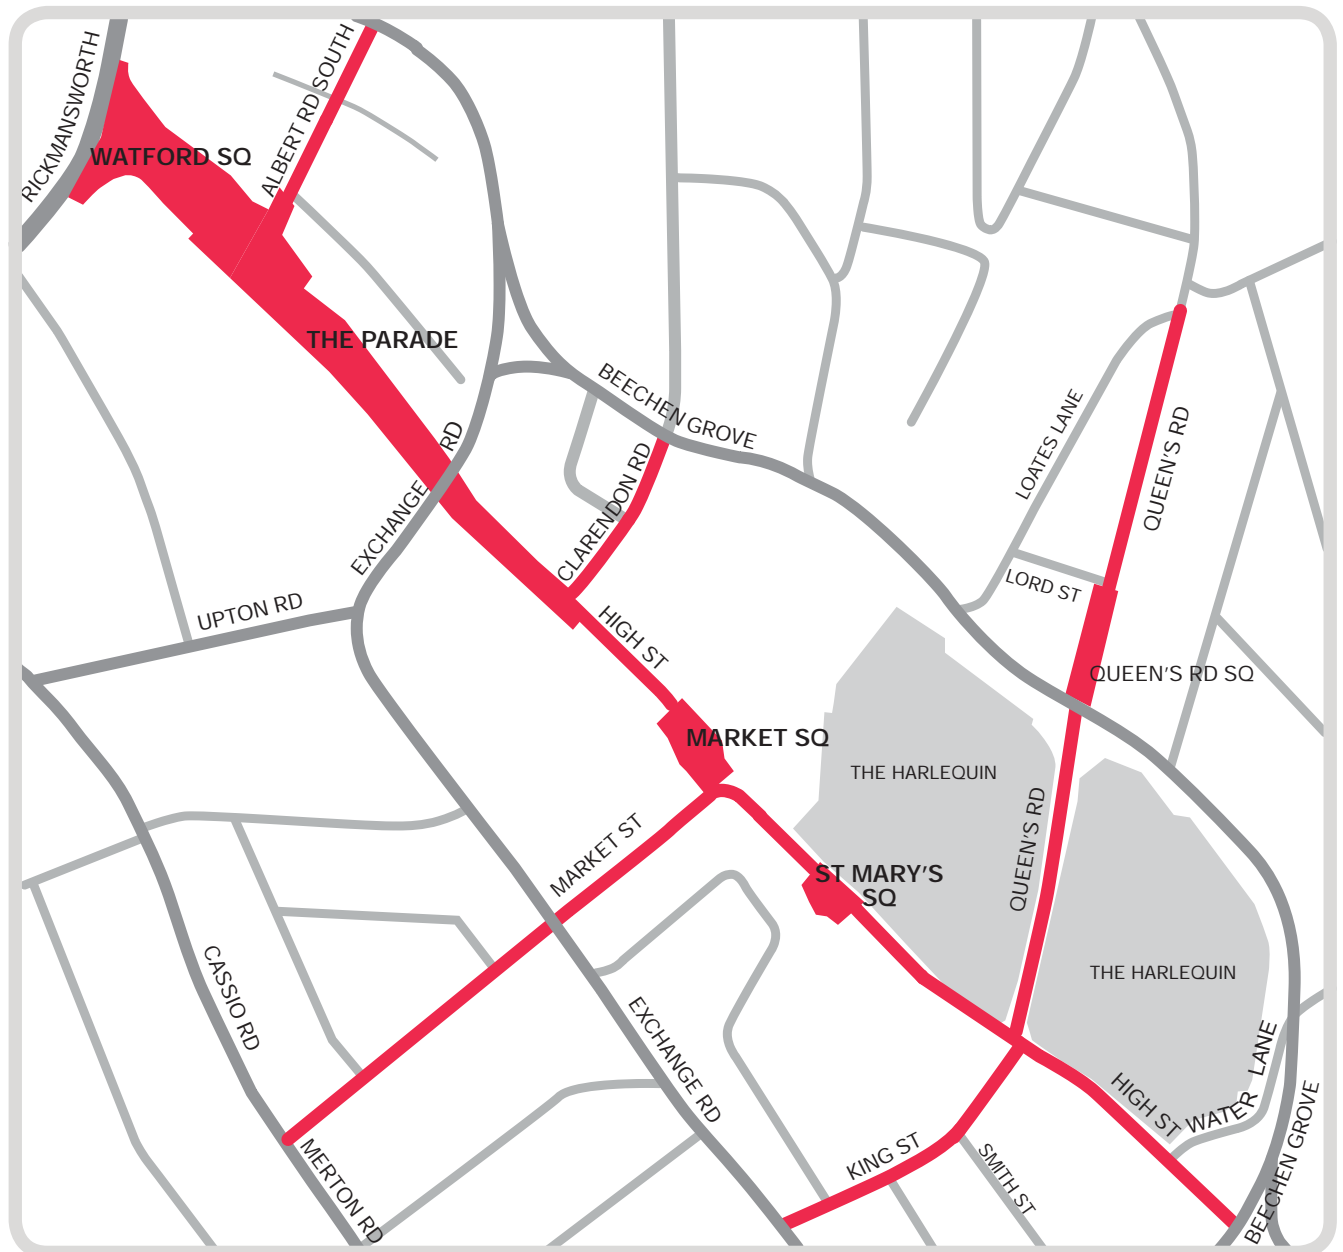 RICKMANSWORTH
ALBERT RD SOUTH
WATFORD SQ
THE PARADE
BEECHEN GROVE
EXCHANGE RD
CLARENDON RD
LOATES LANE
QUEEN'S RD
LORD ST
UPTON RD
HIGH ST
QUEEN'S RD SQ
MARKET SQ
THE HARLEQUIN
MARKET ST
QUEEN'S RD
ST MARY'S
SQ
THE HARLEQUIN
CASSIO RD
EXCHANGE RD
HIGH ST
WATER LANE
MERTON RD
KING ST
SMITH ST
BEECHEN GROVE